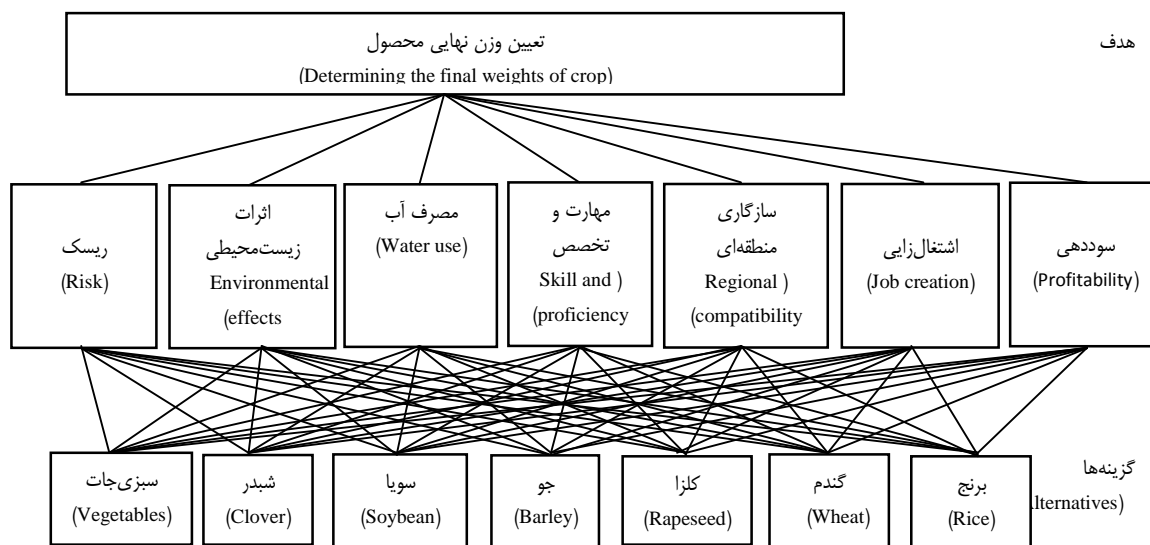 هدف
تعیین وزن نهایی محصول
(Determining the final weights of crop)
سوددهی
(Profitability)
اشتغال‌زایی
(Job creation)
سازگاری
منطقه‌ای
Regional )
(compatibility
مهارت و
تخصص
Skill and )
(proficiency
مصرف آب
(Water use)
اثرات
زیست‌محیطی
Environmental
(effects
ریسک
(Risk)
گزینه‌ها
lternatives)
برنج
(Rice)
گندم
(Wheat)
کلزا
(Rapeseed)
جو
(Barley)
سویا
(Soybean)
شبدر
(Clover)
سبزی‌جات
(Vegetables)